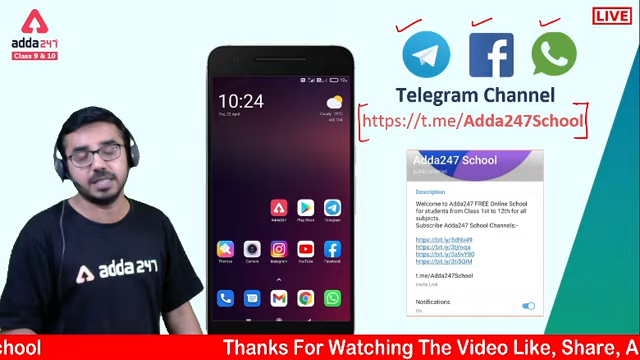 LIVE
adda247
Class 9 & 10
Telegram Channel
https://t.me/Adda247School
10:24
Adda247 School
Description
Welcome to Adda247 FREE Online School
for students from Class 1st to 12th for all
subjects.
Subscribe Adda247 School Channels:-
t.me/Adda247School
Invite Link
Notifications
On
Adda247
Play Store
Telegram
Themes
Camera
Instagram
YouTube
Facebook
adda247
chool
Thanks For Watching The Video Like, Share, A